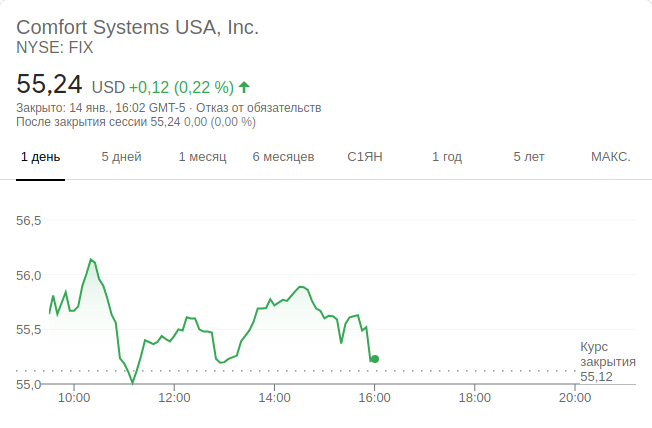 Comfort Systems USA, Inc.
NYSE: FIX
55,24 USD +0,12 (0,22 %)
Закрыто: 14 янв., 16:02 GMT-5 · Отказ от обязательств
После закрытия сессии 55,24 0,00 (0,00 %)
1 день 5 дней 1 месяц 6 месяцев С1ЯН 1 год 5 лет МАКС.
56,5
56,0
55,5
Курс
закрытия
55,12
55,0
10:00 12:00 14:00 16:00 18:00 20:00